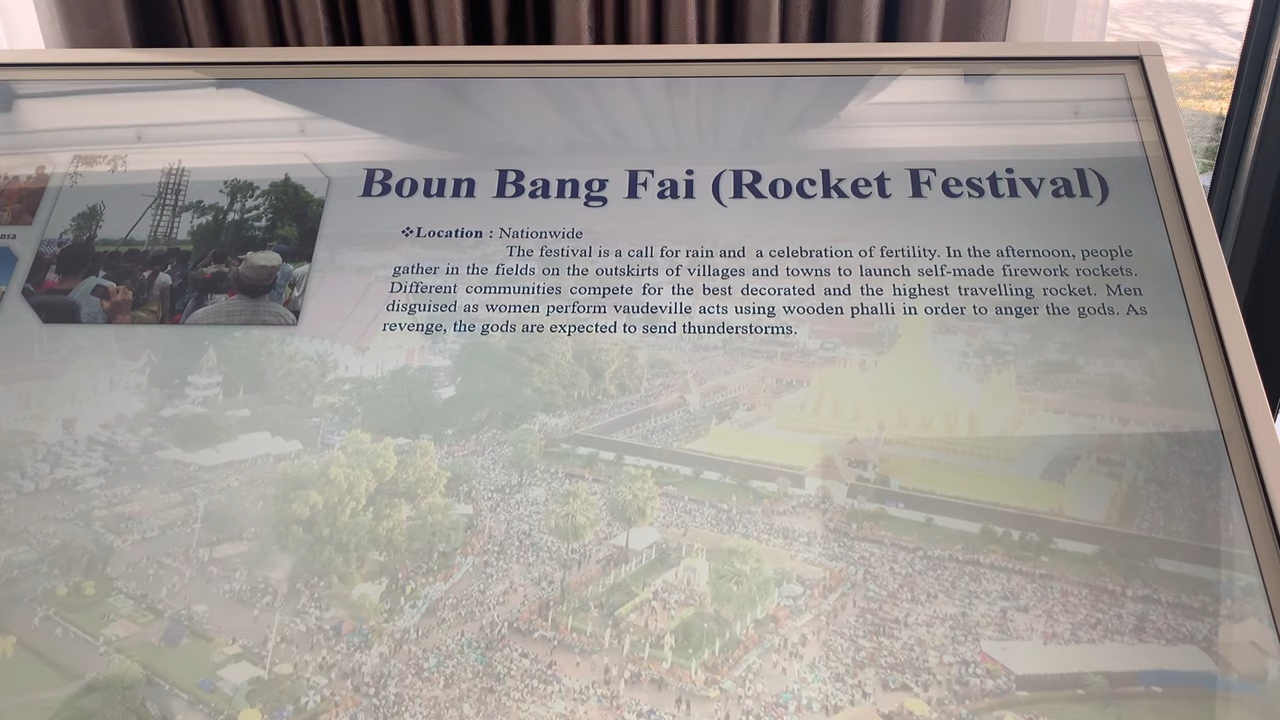 Boun Bang Fai (Rocket Festival)
❖Location : Nationwide
The festival is a call for rain and a celebration of fertility. In the afternoon, people
gather in the fields on the outskirts of villages and towns to launch self-made firework rockets.
Different communities compete for the best decorated and the highest travelling rocket. Men
disguised as women perform vaudeville acts using wooden phalli in order to anger the gods. As
revenge, the gods are expected to send thunderstorms.